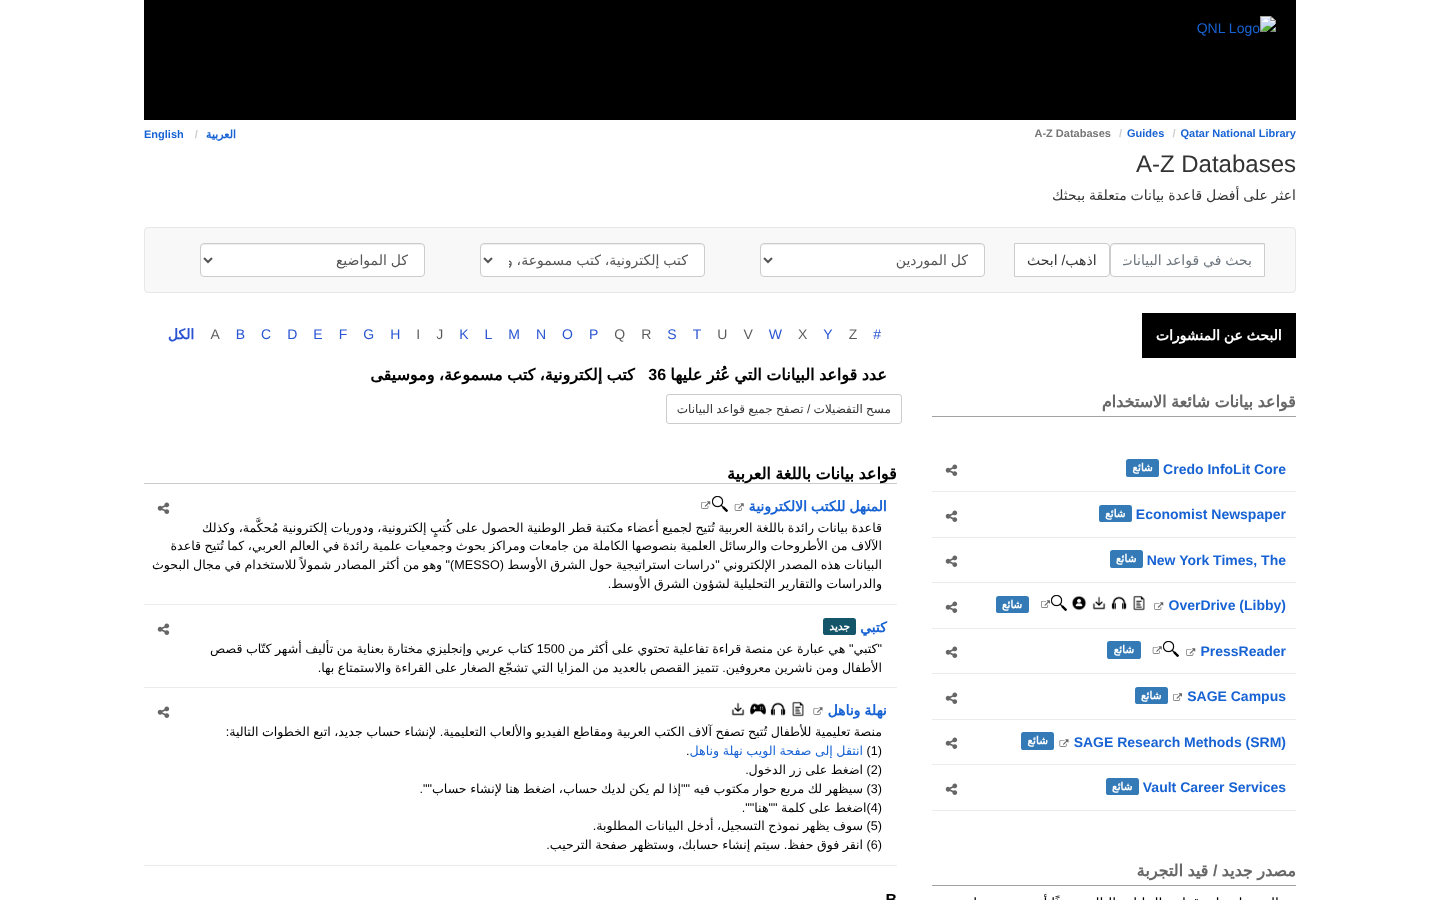 QNL Logo
Qatar National Library / Guides / A-Z Databases
العربية / English
A-Z Databases
اعثر على أفضل قاعدة بيانات متعلقة ببحثك
بحث في قواعد البيانات
اذهب/ ابحث
كل الموردين
كتب إلكترونية، كتب مسموعة، و
كل المواضيع
البحث عن المنشورات
الكل A B C D E F G H I J K L M N O P Q R S T U V W X Y Z #
عدد قواعد البيانات التي عُثر عليها 36 كتب إلكترونية، كتب مسموعة، وموسيقى
مسح التفضيلات / تصفح جميع قواعد البيانات
قواعد بيانات شائعة الاستخدام
Credo InfoLit Core شائع
Economist Newspaper شائع
New York Times, The شائع
OverDrive (Libby) شائع
PressReader شائع
SAGE Campus شائع
SAGE Research Methods (SRM) شائع
Vault Career Services شائع
مصدر جديد / قيد التجربة
قواعد بيانات باللغة العربية
المنهل للكتب الالكترونية
قاعدة بيانات رائدة باللغة العربية تُتيح لجميع أعضاء مكتبة قطر الوطنية الحصول على كُتبٍ إلكترونية، ودوريات إلكترونية مُحكَّمة، وكذلك
الآلاف من الأطروحات والرسائل العلمية بنصوصها الكاملة من جامعات ومراكز بحوث وجمعيات علمية رائدة في العالم العربي، كما تُتيح قاعدة
البيانات هذه المصدر الإلكتروني "دراسات استراتيجية حول الشرق الأوسط (MESSO)" وهو من أكثر المصادر شمولاً للاستخدام في مجال البحوث
والدراسات والتقارير التحليلية لشؤون الشرق الأوسط.
كتبي جديد
"كتبي" هي عبارة عن منصة قراءة تفاعلية تحتوي على أكثر من 1500 كتاب عربي وإنجليزي مختارة بعناية من تأليف أشهر كتّاب قصص
الأطفال ومن ناشرين معروفين. تتميز القصص بالعديد من المزايا التي تشجّع الصغار على القراءة والاستمتاع بها.
نهلة وناهل
منصة تعليمية للأطفال تُتيح تصفح آلاف الكتب العربية ومقاطع الفيديو والألعاب التعليمية. لإنشاء حساب جديد، اتبع الخطوات التالية:
(1) انتقل إلى صفحة الويب نهلة وناهل.
(2) اضغط على زر الدخول.
(3) سيظهر لك مربع حوار مكتوب فيه ""إذا لم يكن لديك حساب، اضغط هنا لإنشاء حساب"".
(4)اضغط على كلمة ""هنا"".
(5) سوف يظهر نموذج التسجيل، أدخل البيانات المطلوبة.
(6) انقر فوق حفظ. سيتم إنشاء حسابك، وستظهر صفحة الترحيب.
B